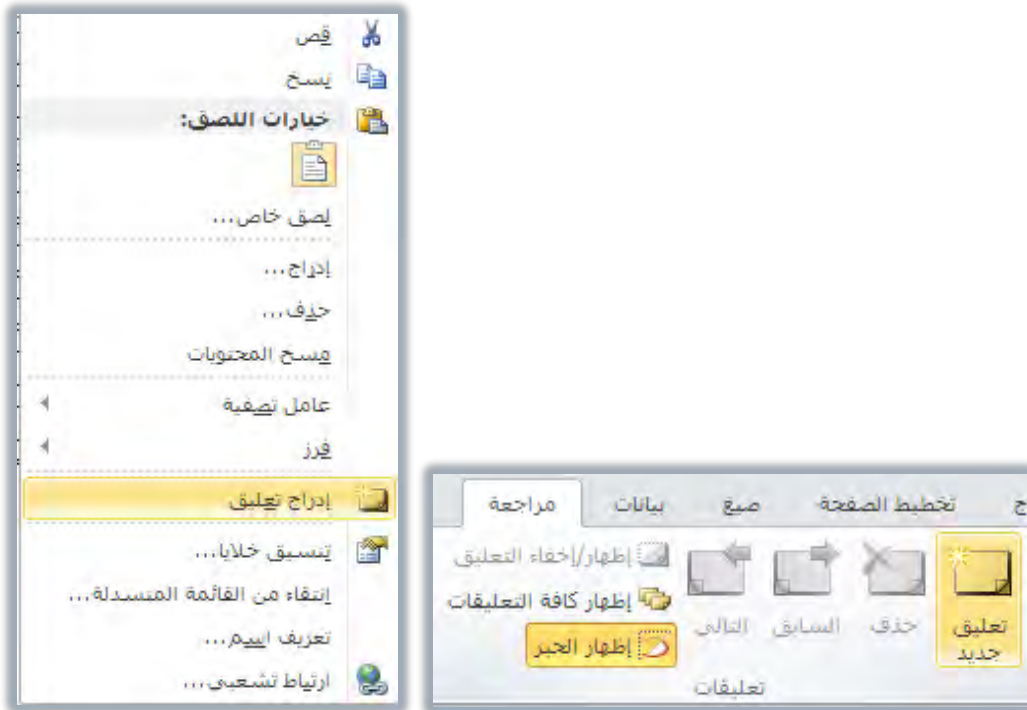 قص
نسخ
خيارات اللصق:
لصق خاص...
إدراج...
حذف...
مسح المحتويات
عامل تصفية
فرز
إدراج تعليق
تنسيق خلايا...
إنتقاء من القائمة المنسدلة...
تعريف اسم...
ارتباط تشعبي...
تخطيط الصفحة صيغ بيانات مراجعة
تعليق جديد
حذف
السابق
التالي
إظهار/إخفاء التعليق
إظهار كافة التعليقات
إظهار الحبر
تعليقات